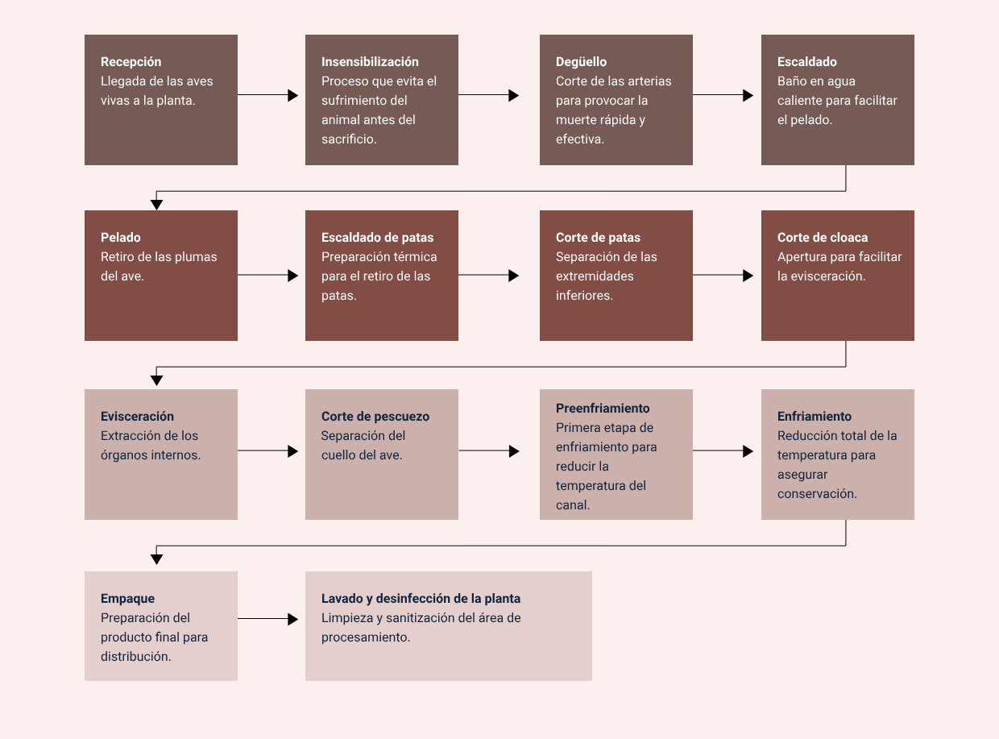 Recepción
Llegada de las aves
vivas a la planta.
Insensibilización
Proceso que evita el
sufrimiento del
animal antes del
sacrificio.
Degüello
Corte de las arterias
para provocar la
muerte rápida y
efectiva.
Escaldado
Baño en agua
caliente para facilitar
el pelado.
Pelado
Retiro de las plumas
del ave.
Escaldado de patas
Preparación térmica
para el retiro de las
patas.
Corte de patas
Separación de las
extremidades
inferiores.
Corte de cloaca
Apertura para facilitar
la evisceración.
Evisceración
Extracción de los
órganos internos.
Corte de pescuezo
Separación del
cuello del ave.
Preenfriamiento
Primera etapa de
enfriamiento para
reducir la
temperatura del
canal.
Enfriamiento
Reducción total de la
temperatura para
asegurar
conservación.
Empaque
Preparación del
producto final para
distribución.
Lavado y desinfección de la planta
Limpieza y sanitización del área de
procesamiento.